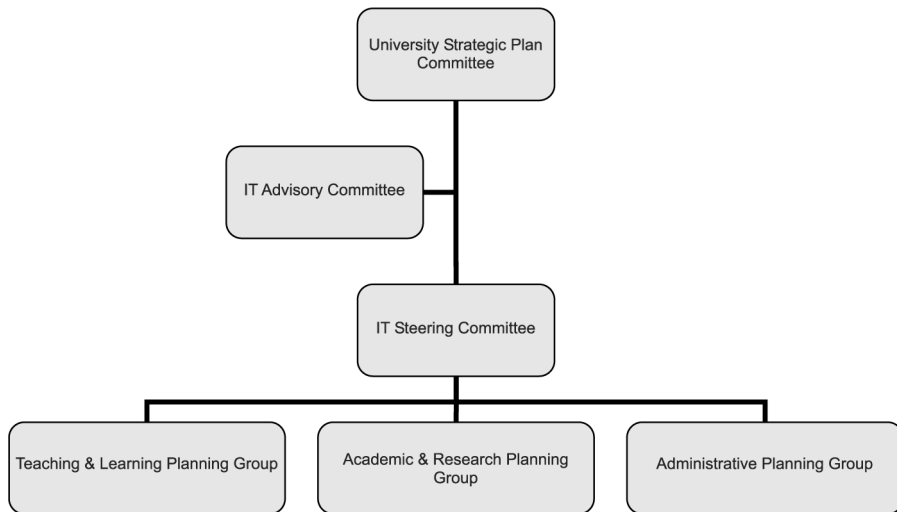 University Strategic Plan
Committee
IT Advisory Committee
IT Steering Committee
Teaching & Learning Planning Group
Academic & Research Planning
Group
Administrative Planning Group